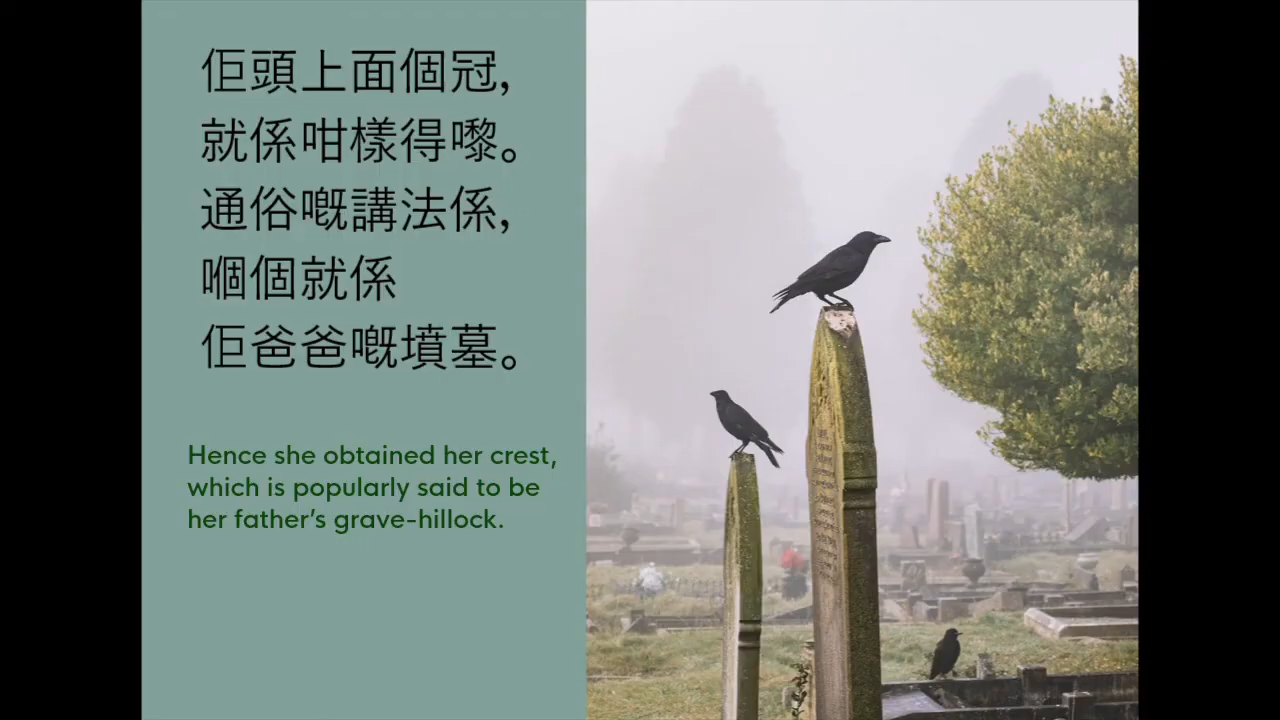 佢頭上面個冠,
就係咁樣得嚟。
通俗嘅講法係,
嗰個就係
佢爸爸嘅墳墓。
Hence she obtained her crest,
which is popularly said to be
her father's grave-hillock.